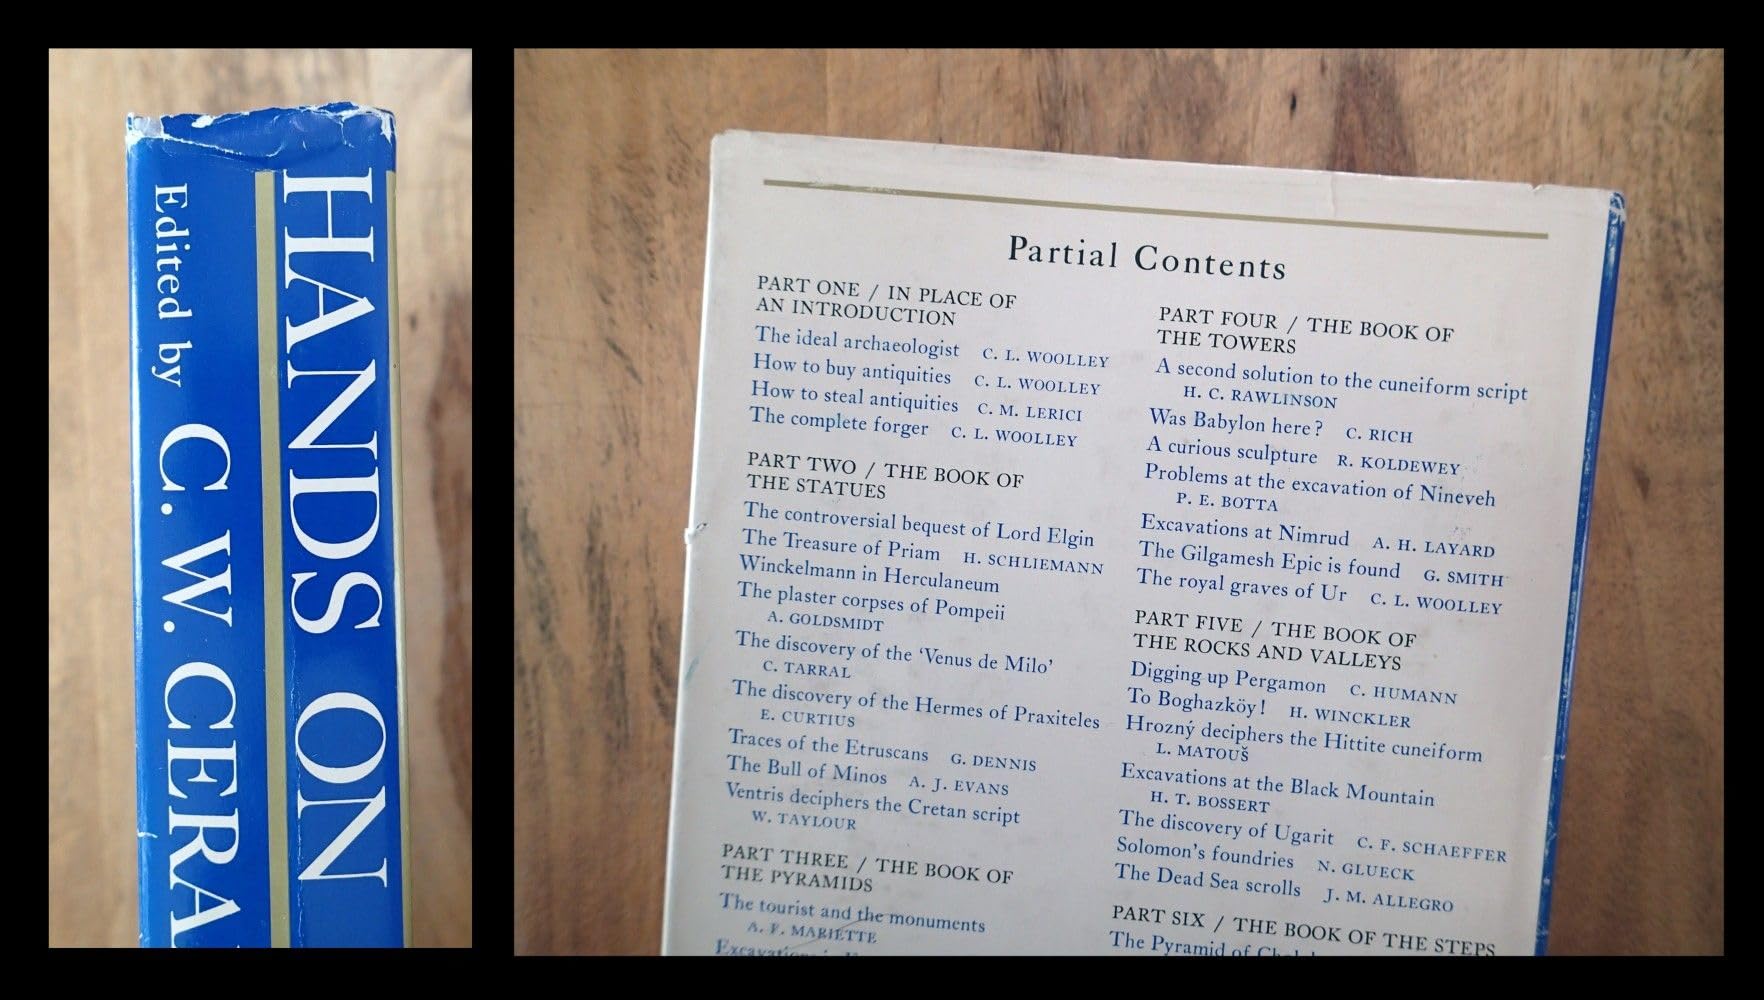 HANDS ON
Edited by C. W. CERA
Partial Contents
PART ONE / IN PLACE OF
AN INTRODUCTION
The ideal archaeologist C. L. WOOLLEY
How to buy antiquities C. L. WOOLLEY
How to steal antiquities C. M. LERICI
The complete forger C. L. WOOLLEY
PART TWO / THE BOOK OF
THE STATUES
The controversial bequest of Lord Elgin
The Treasure of Priam H. SCHLIEMANN
Winckelmann in Herculaneum
The plaster corpses of Pompeii
A. GOLDSMIDT
The discovery of the 'Venus de Milo'
C. TARRAL
The discovery of the Hermes of Praxiteles
E. CURTIUS
Traces of the Etruscans G. DENNIS
The Bull of Minos A. J. EVANS
Ventris deciphers the Cretan script
W. TAYLOUR
PART THREE / THE BOOK OF
THE PYRAMIDS
The tourist and the monuments
A. F. MARIETTE
PART FOUR / THE BOOK OF
THE TOWERS
A second solution to the cuneiform script
H. C. RAWLINSON
Was Babylon here? C. RICH
A curious sculpture R. KOLDEWEY
Problems at the excavation of Nineveh
P. E. BOTTA
Excavations at Nimrud A. H. LAYARD
The Gilgamesh Epic is found G. SMITH
The royal graves of Ur C. L. WOOLLEY
PART FIVE / THE BOOK OF
THE ROCKS AND VALLEYS
Digging up Pergamon C. HUMANN
To Boghazköy! H. WINCKLER
Hrozný deciphers the Hittite cuneiform
L. MATOUŠ
Excavations at the Black Mountain
H. T. BOSSERT
The discovery of Ugarit C. F. SCHAEFFER
Solomon's foundries N. GLUECK
The Dead Sea scrolls J. M. ALLEGRO
PART SIX / THE BOOK OF THE STEPS
The Pyramid of